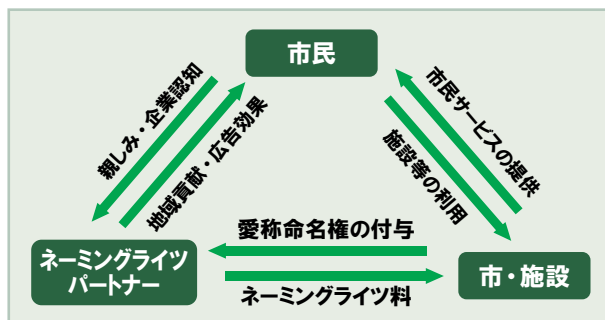 市民
親しみ・企業認知
地域貢献・広告効果
市民サービスの提供
施設等の利用
愛称命名権の付与
ネーミングライツ
パートナー
市・施設
ネーミングライツ料